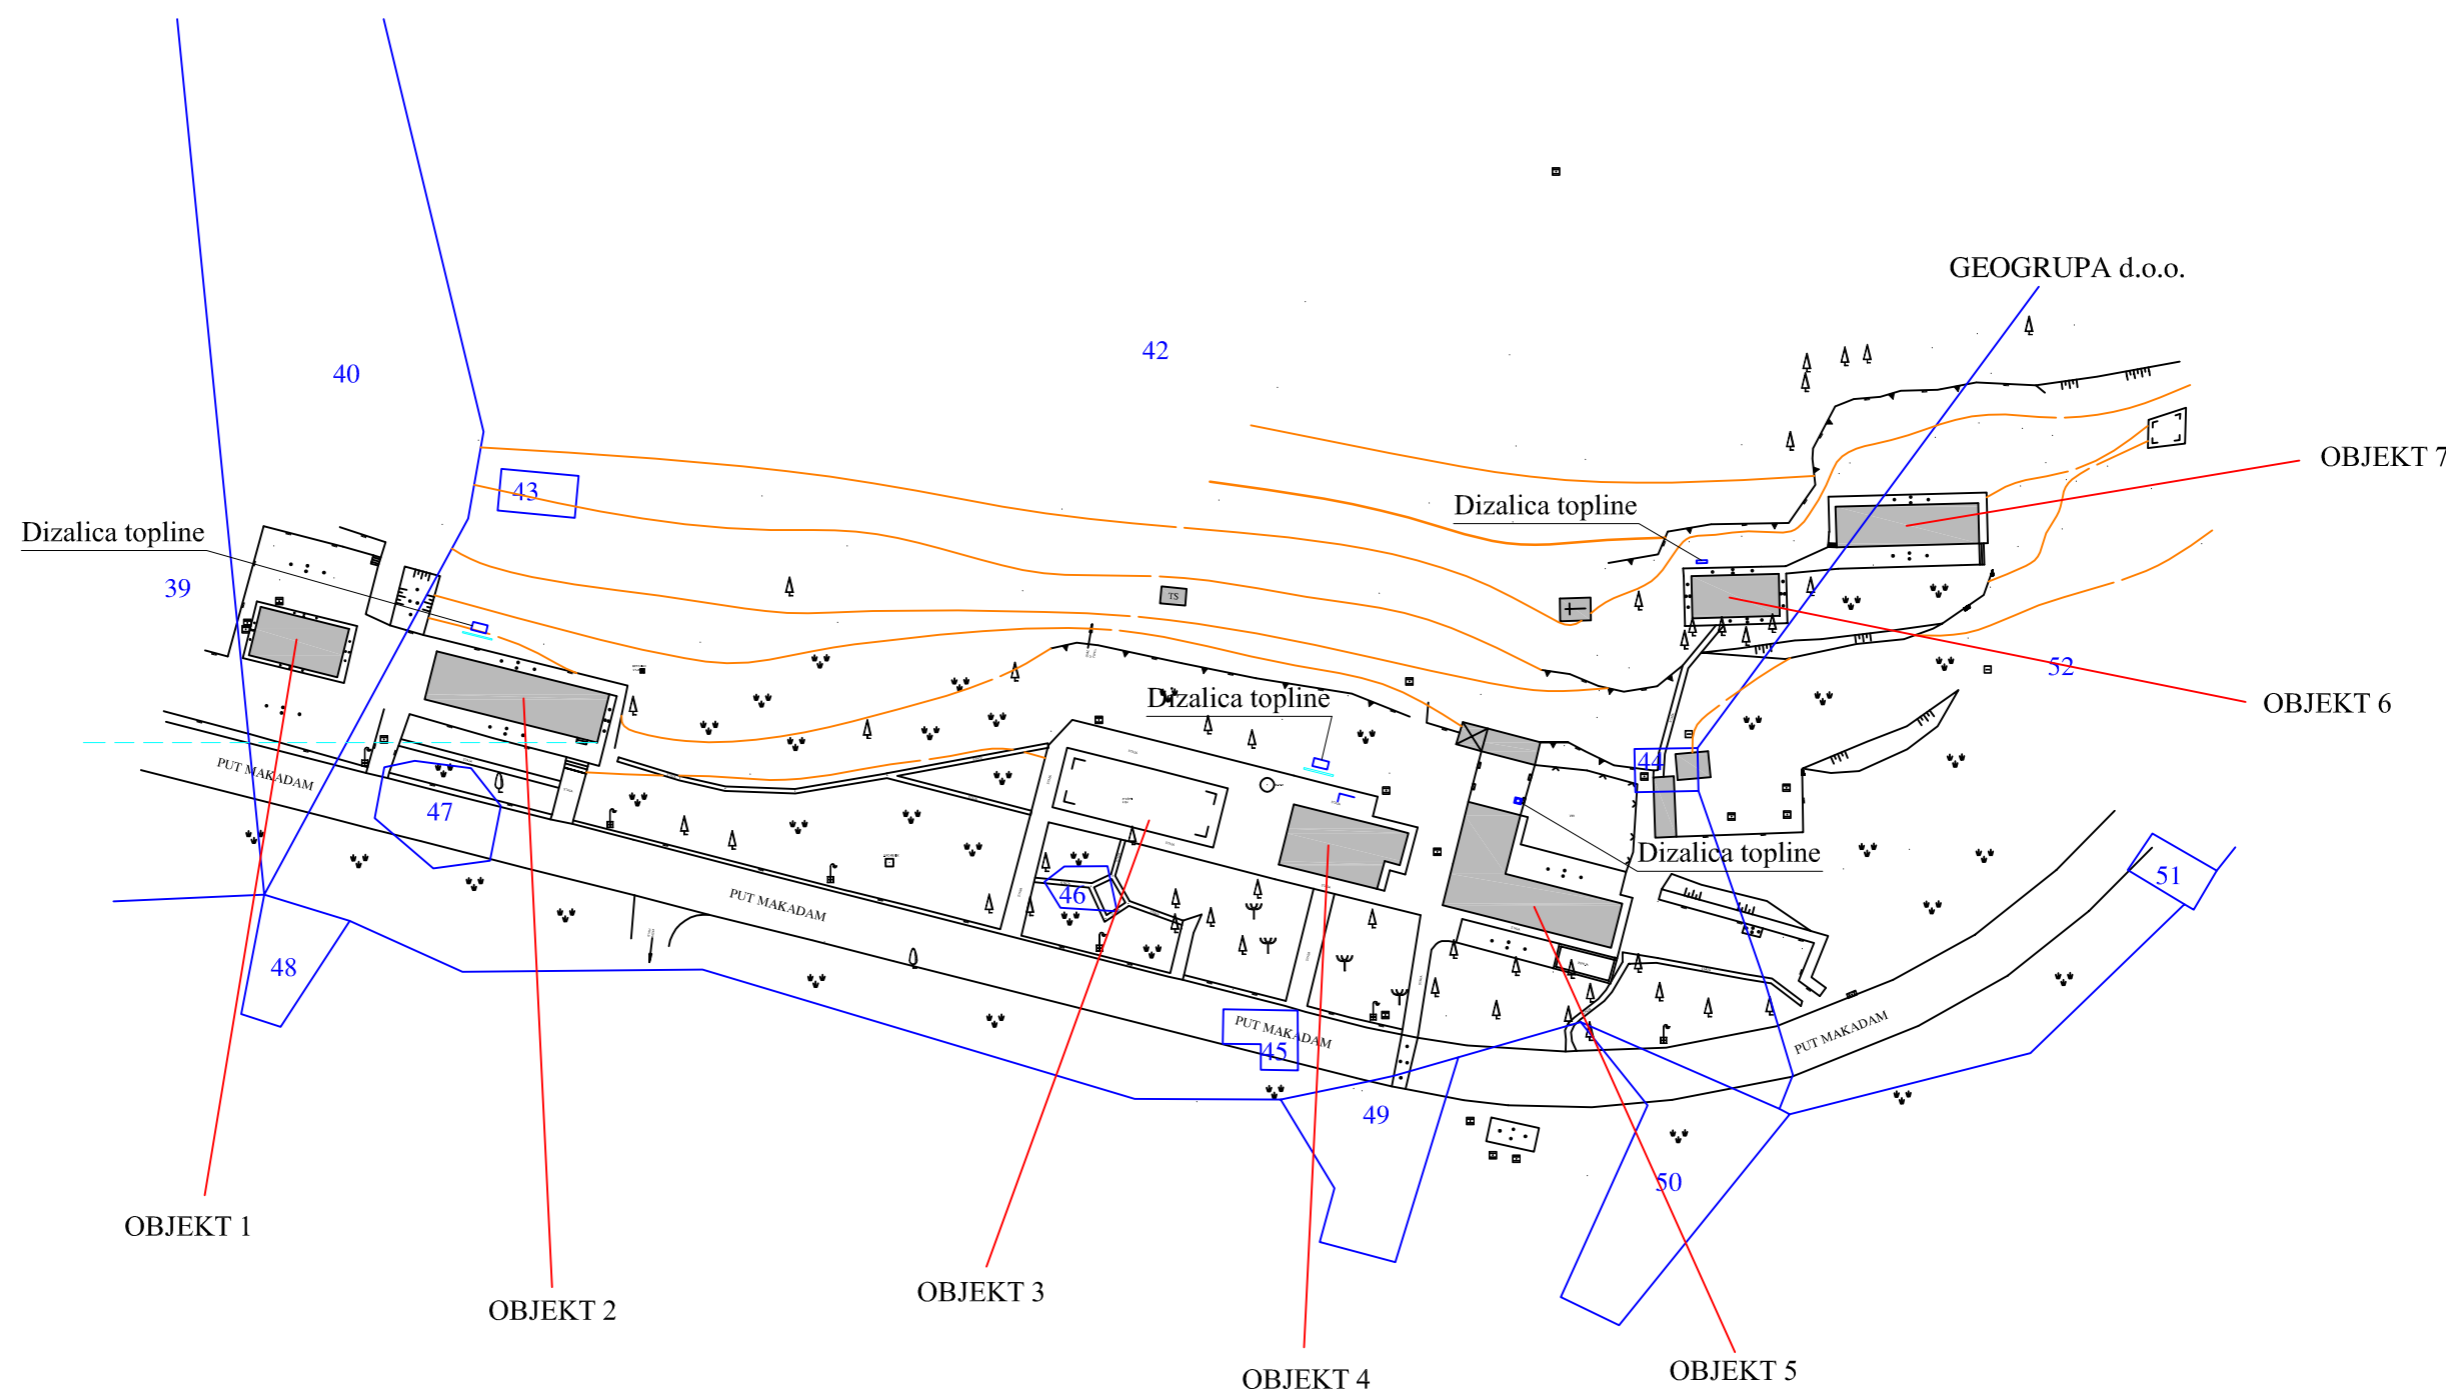 GEOGRUPA d.o.o.
42
40
OBJEKT 7
43
Dizalica topline
Dizalica topline
39
TS
52
OBJEKT 6
Dizalica topline
44
PUT MAKADAM
47
Dizalica topline
51
46
PUT MAKADAM
48
PUT MAKADAM
PUT MAKADAM
45
49
50
OBJEKT 1
OBJEKT 2
OBJEKT 3
OBJEKT 4
OBJEKT 5